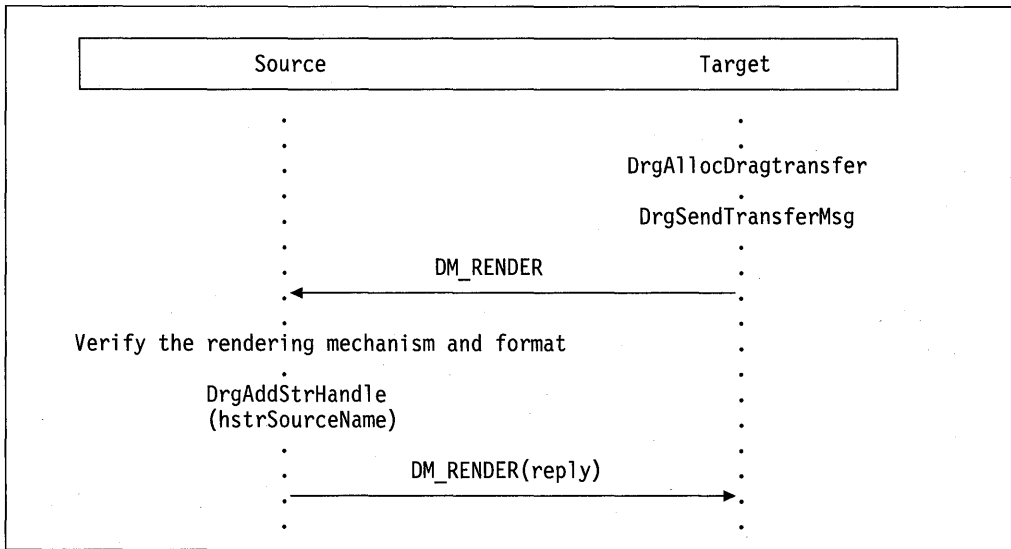 Source Target
DrgAllocDragtransfer
DrgSendTransferMsg
DM_RENDER
Verify the rendering mechanism and format
DrgAddStrHandle
(hstrSourceName)
DM_RENDER(reply)